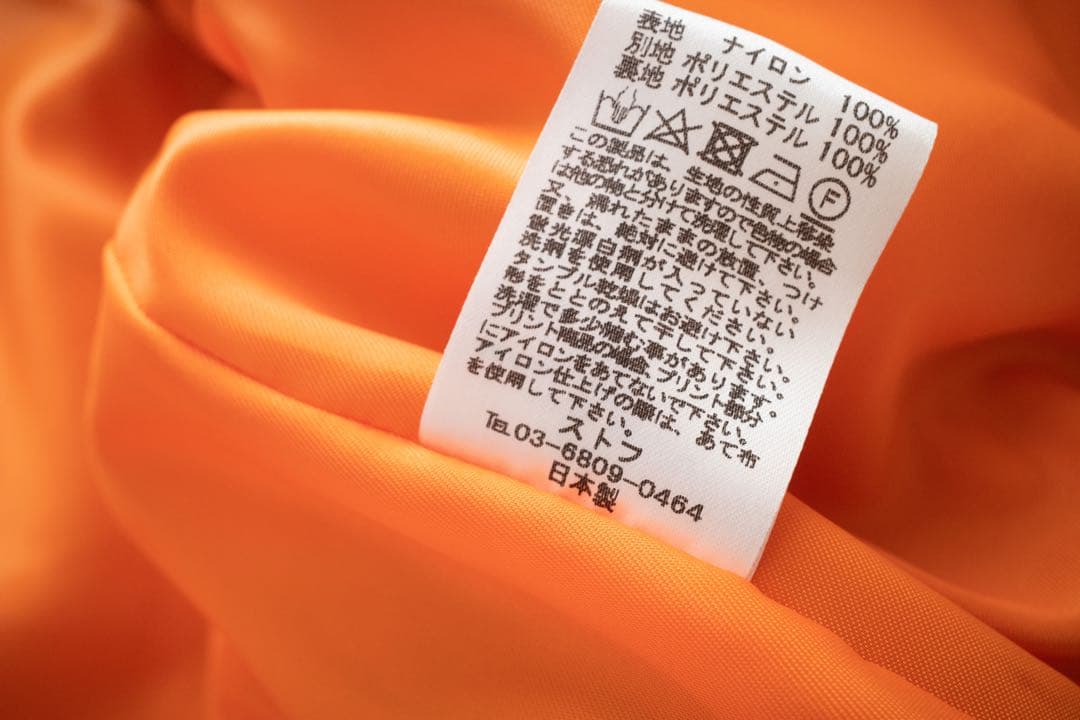 表地 ナイロン 100%
別地 ポリエステル 100%
裏地 ポリエステル 100%
F
この製品は、生地の性質上移染
する恐れがありますので色物の場合
は他の物と分けて洗濯して下さい。
又、濡れたままの放置、つけ
置きは、絶対に避けて下さい。
蛍光漂白剤が入っていない
洗剤を使用してください。
タンブル乾燥はお避け下さい。
形をととのえて干して下さい。
洗濯で多少縮む事があります。
プリント商品の場合、プリント部分
にアイロンをあてないで下さい。
アイロン仕上げの際は、あて布
を使用して下さい。
ストフ
℡ 03-6809-0464
日本製